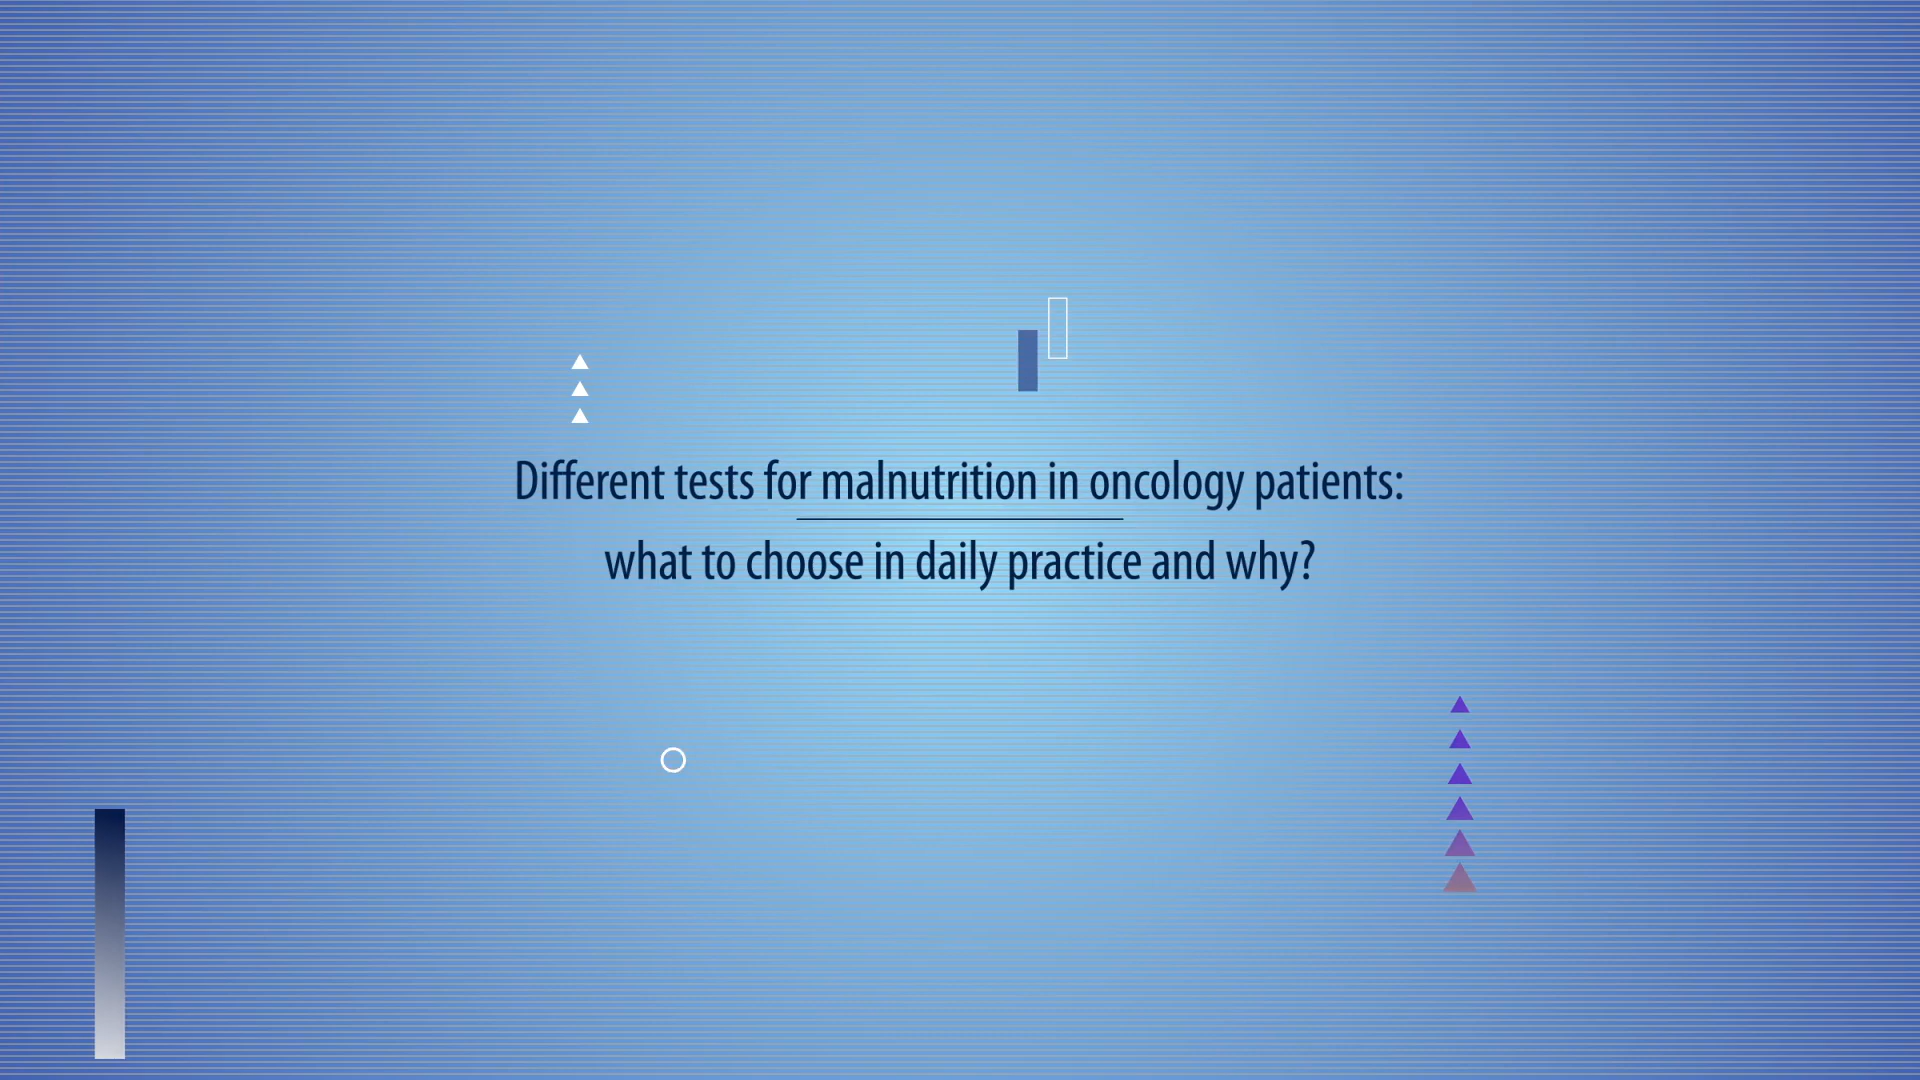 Different tests for malnutrition in oncology patients:
what to choose in daily practice and why?